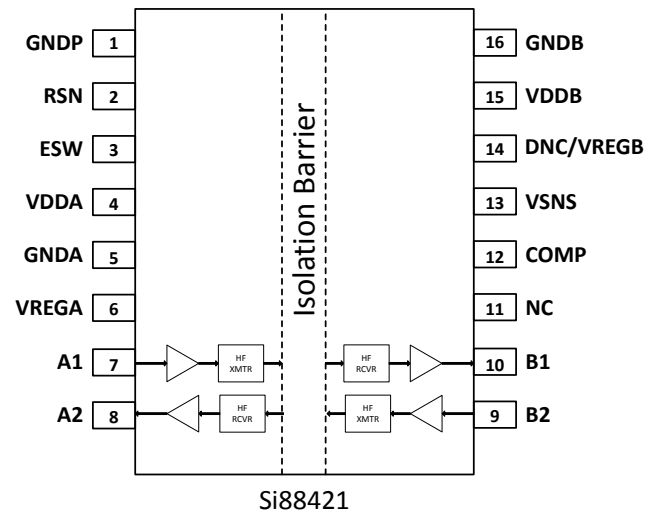 GNDP 1
RSN 2
ESW 3
VDDA 4
GNDA 5
VREGA 6
A1 7
A2 8
HF
XMTR
HF
RCVR
Isolation Barrier
HF
RCVR
HF
XMTR
16 GNDB
15 VDDB
14 DNC/VREGB
13 VSNS
12 COMP
11 NC
10 B1
9 B2
Si88421